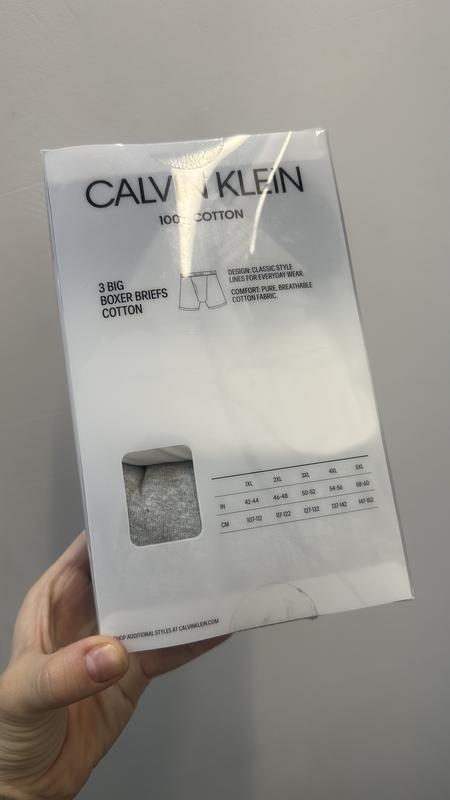 CALVIN KLEIN
100% COTTON
3 BIG
BOXER BRIEFS
COTTON
DESIGN: CLASSIC STYLE
LINES FOR EVERYDAY WEAR.
COMFORT: PURE, BREATHABLE
COTTON FABRIC.
1XL 2XL 3XL 4XL 5XL
IN 42-44 46-48 50-52 54-56 58-60
CM 107-112 117-122 127-132 137-142 147-152
SHOP ADDITIONAL STYLES AT CALVINKLEIN.COM